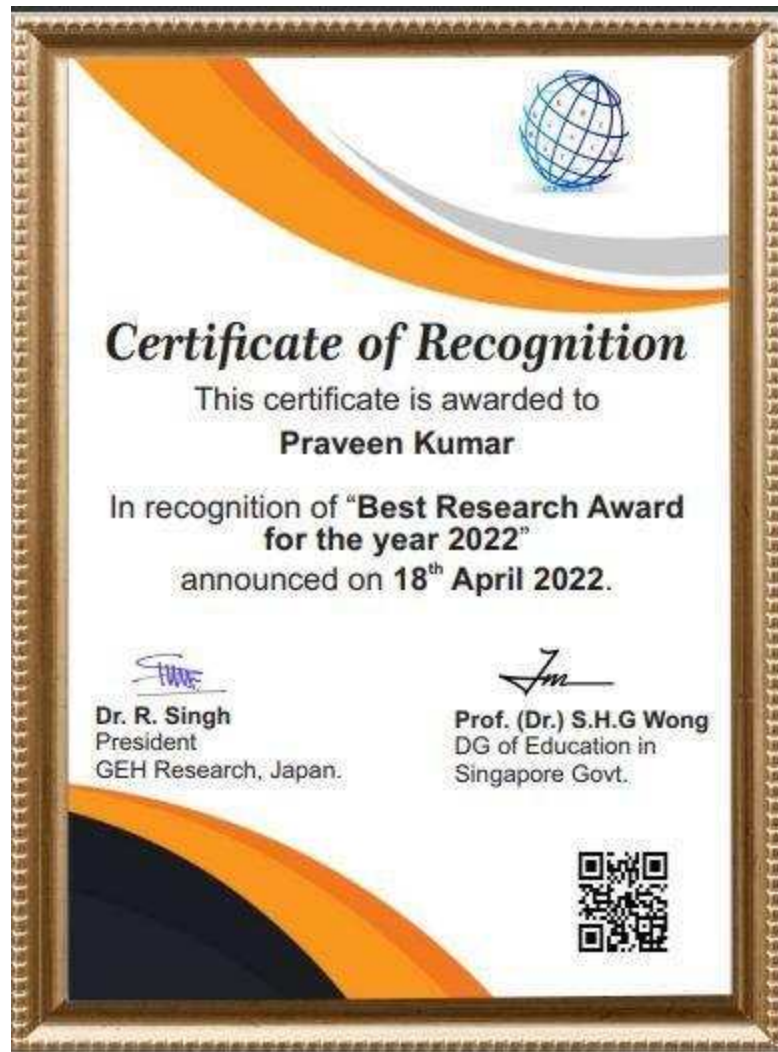 Certificate of Recognition
This certificate is awarded to
Praveen Kumar
In recognition of “Best Research Award
for the year 2022”
announced on 18th April 2022.
Dr. R. Singh
President
GEH Research, Japan.
Prof. (Dr.) S.H.G Wong
DG of Education in
Singapore Govt.